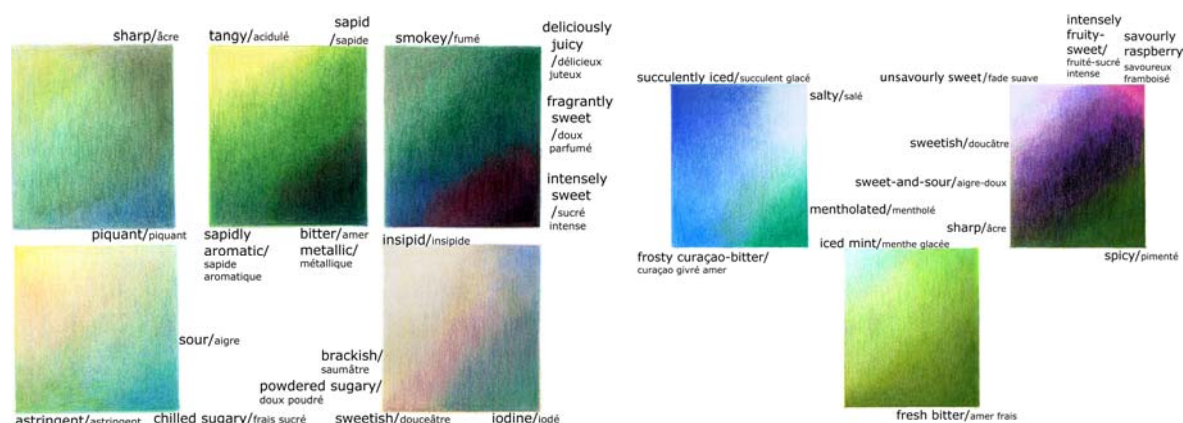 sharp/âcre
tangy/acidulé
sapid
/sapide
smokey/fumé
deliciously
juicy
/délicieux
juteux
fragrantly
sweet
/doux
parfumé
intensely
sweet
/sucré
intense
piquant/piquant
sapidly
aromatic/
sapide
aromatique
bitter/amer
metallic/
métallique
insipid/insipide
sour/aigre
brackish/
saumâtre
powdered sugary/
doux poudré
astringent/astringent
chilled sugary/frais sucré
sweetish/douceâtre
iodine/iodé
succulently iced/succulent glacé
salty/salé
mentholated/mentholé
frosty curaçao-bitter/
curaçao givré amer
unsavourly sweet/fade suave
intensely
fruity-
sweet/
fruité-sucré
intense
savourly
raspberry
savoureux
framboisé
sweetish/doucâtre
sweet-and-sour/aigre-doux
sharp/âcre
spicy/pimenté
iced mint/menthe glacée
fresh bitter/amer frais